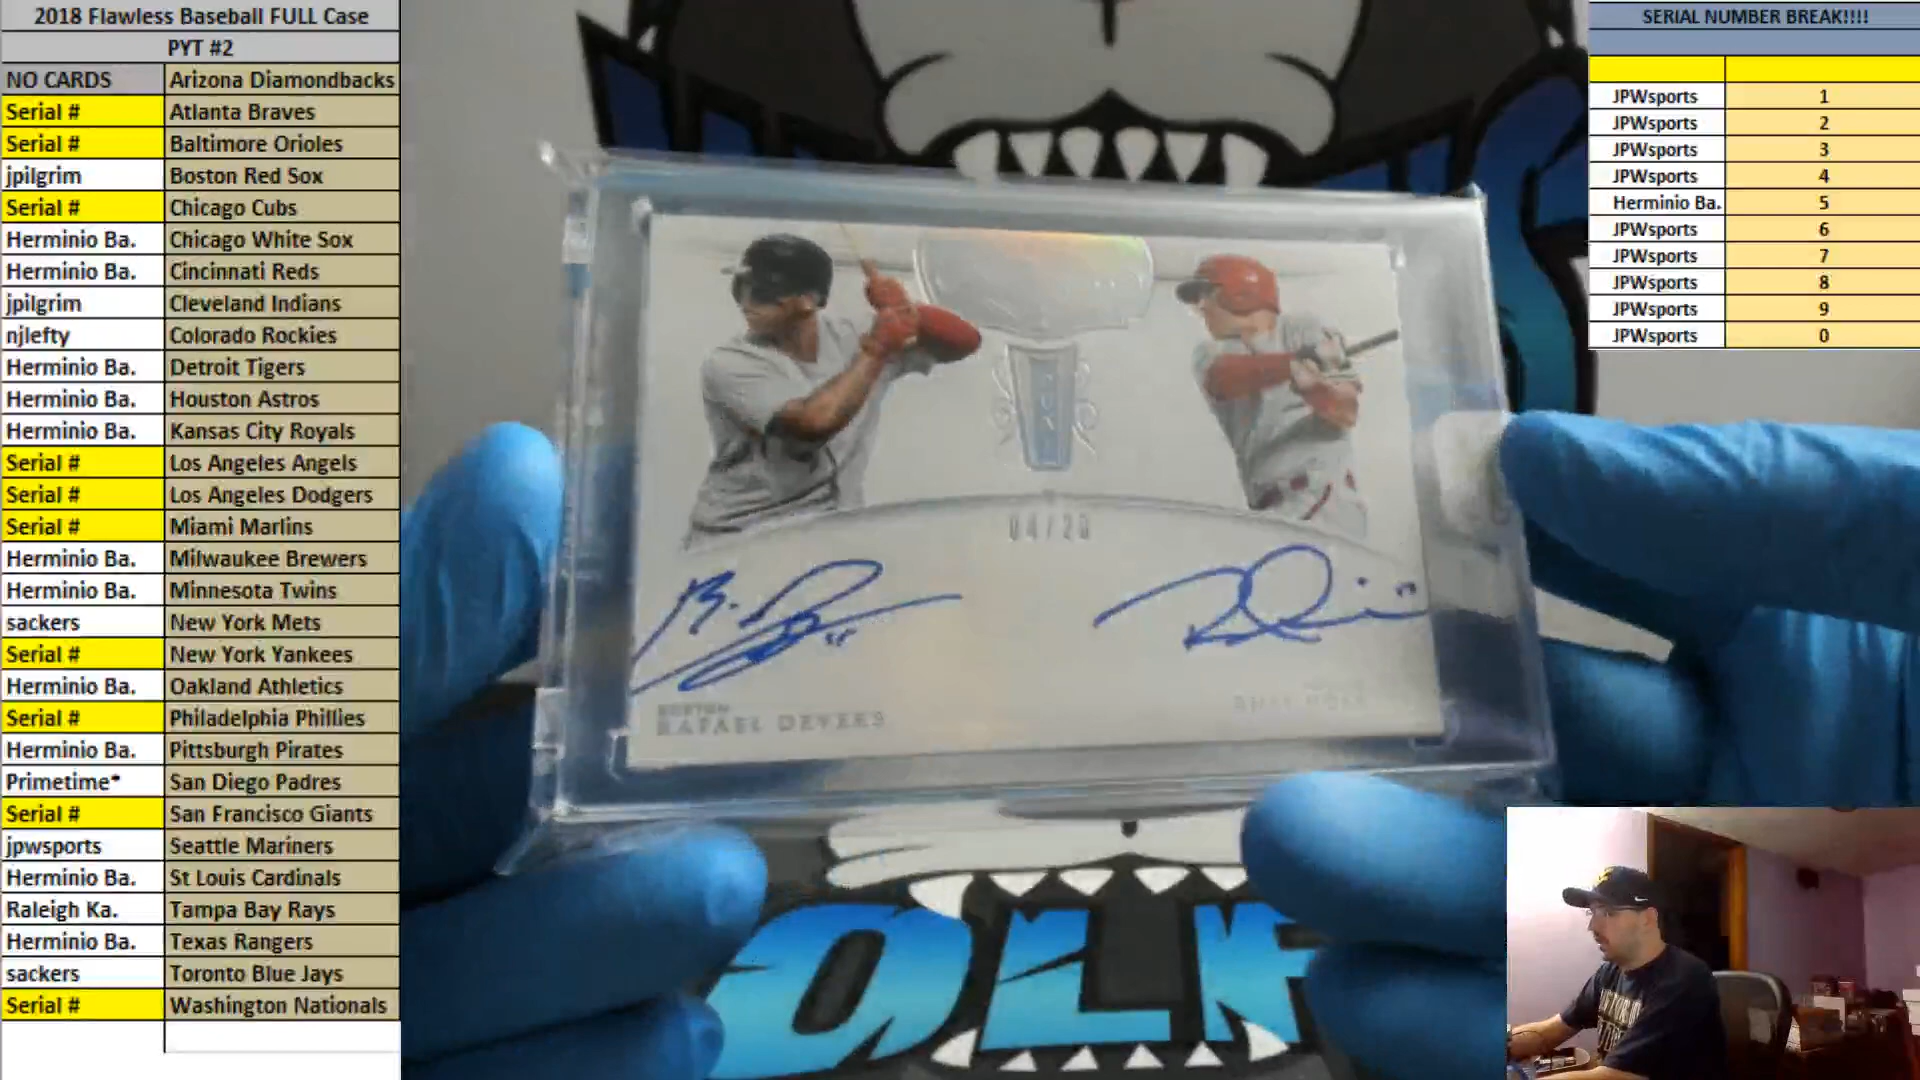 2018 Flawless Baseball FULL Case
PYT #2
NO CARDS Arizona Diamondbacks
Serial # Atlanta Braves
Serial # Baltimore Orioles
jpilgrim Boston Red Sox
Serial # Chicago Cubs
Herminio Ba. Chicago White Sox
Herminio Ba. Cincinnati Reds
jpilgrim Cleveland Indians
njlefty Colorado Rockies
Herminio Ba. Detroit Tigers
Herminio Ba. Houston Astros
Herminio Ba. Kansas City Royals
Serial # Los Angeles Angels
Serial # Los Angeles Dodgers
Serial # Miami Marlins
Herminio Ba. Milwaukee Brewers
Herminio Ba. Minnesota Twins
sackers New York Mets
Serial # New York Yankees
Herminio Ba. Oakland Athletics
Serial # Philadelphia Phillies
Herminio Ba. Pittsburgh Pirates
Primetime* San Diego Padres
Serial # San Francisco Giants
jpwsports Seattle Mariners
Herminio Ba. St Louis Cardinals
Raleigh Ka. Tampa Bay Rays
Herminio Ba. Texas Rangers
sackers Toronto Blue Jays
Serial # Washington Nationals
04/20
BOSTON
RAFAEL DEVERS
OLF
SERIAL NUMBER BREAK!!!!
JPWsports 1
JPWsports 2
JPWsports 3
JPWsports 4
Herminio Ba. 5
JPWsports 6
JPWsports 7
JPWsports 8
JPWsports 9
JPWsports 0